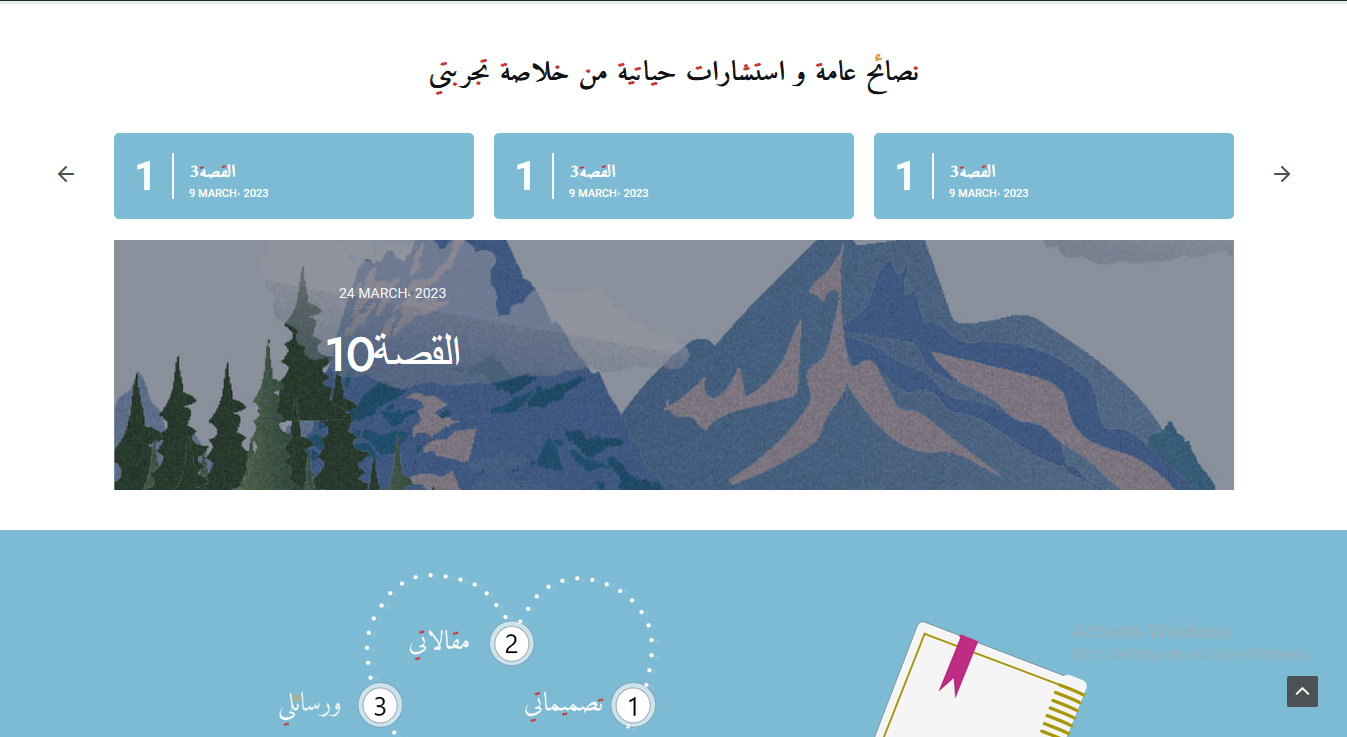 نصائح عامة و استشارات حياتية من خلاصة تجربتي
1
القصة3
9 MARCH، 2023
1
القصة3
9 MARCH، 2023
1
القصة3
9 MARCH، 2023
24 MARCH، 2023
القصة10
2 مقالاتي
1 تصميماتي
3 ورسائلي
Activate Windows
Go to Settings to activate Windows.